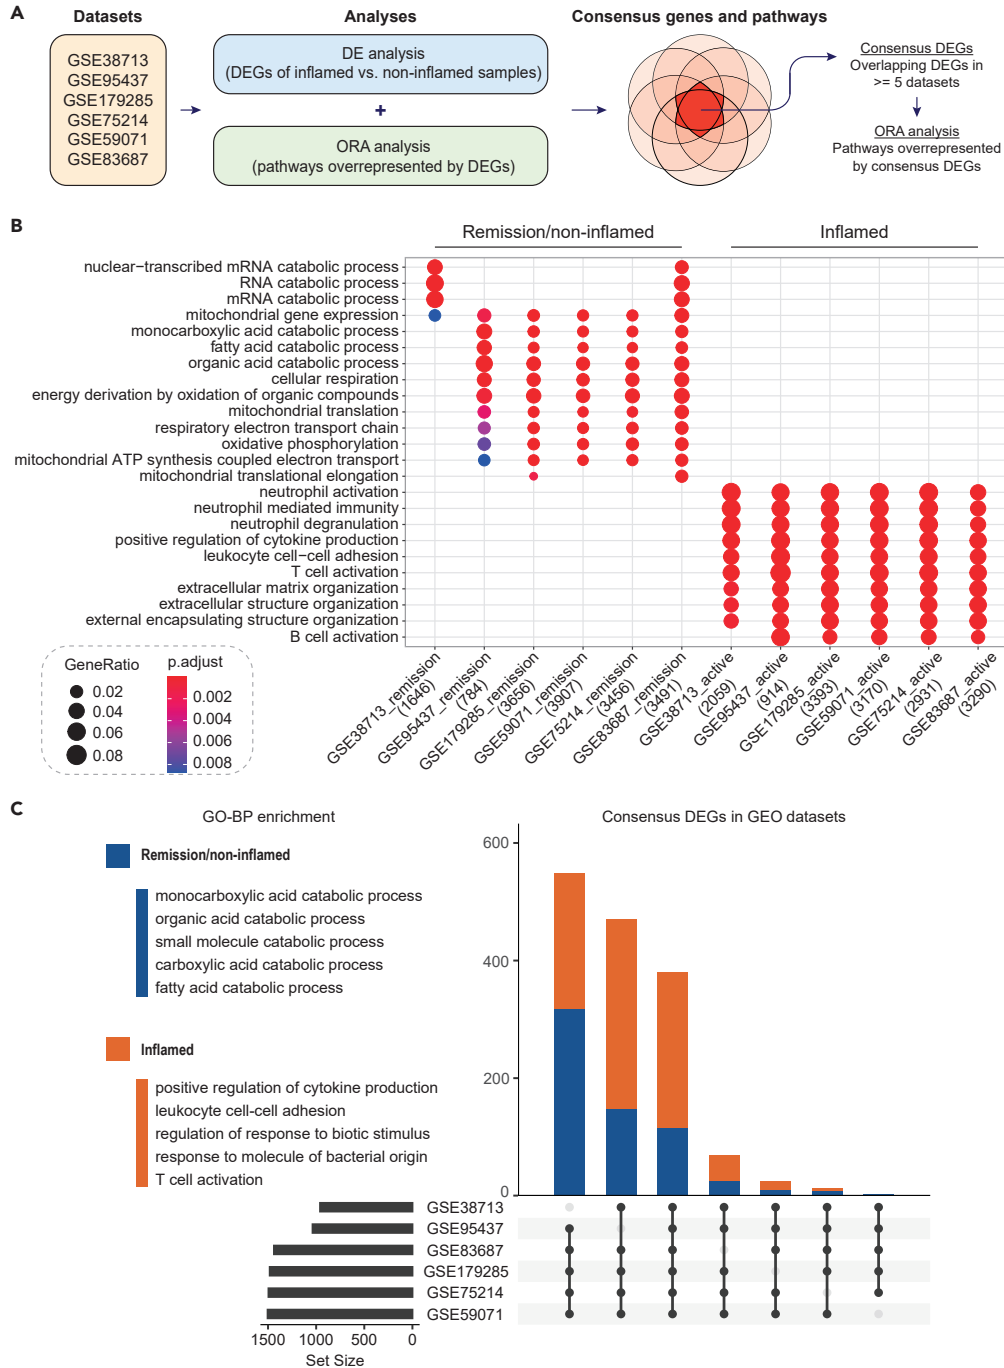 A
Datasets
Analyses
Consensus genes and pathways
GSE38713
GSE95437
GSE179285
GSE75214
GSE59071
GSE83687
DE analysis
(DEGs of inflamed vs. non-inflamed samples)
+
ORA analysis
(pathways overrepresented by DEGs)
Consensus DEGs
Overlapping DEGs in
>= 5 datasets
ORA analysis
Pathways overrepresented
by consensus DEGs
B
Remission/non-inflamed
Inflamed
nuclear−transcribed mRNA catabolic process
RNA catabolic process
mRNA catabolic process
mitochondrial gene expression
monocarboxylic acid catabolic process
fatty acid catabolic process
organic acid catabolic process
cellular respiration
energy derivation by oxidation of organic compounds
mitochondrial translation
respiratory electron transport chain
oxidative phosphorylation
mitochondrial ATP synthesis coupled electron transport
mitochondrial translational elongation
neutrophil activation
neutrophil mediated immunity
neutrophil degranulation
positive regulation of cytokine production
leukocyte cell−cell adhesion
T cell activation
extracellular matrix organization
extracellular structure organization
external encapsulating structure organization
B cell activation
GSE38713_remission
(1646)
GSE95437_remission
(784)
GSE179285_remission
(3656)
GSE59071_remission
(3907)
GSE75214_remission
(3456)
GSE83687_remission
(3491)
GSE38713_active
(2059)
GSE95437_active
(914)
GSE179285_active
(3393)
GSE59071_active
(3170)
GSE75214_active
(2931)
GSE83687_active
(3290)
GeneRatio
0.02
0.04
0.06
0.08
p.adjust
0.002
0.004
0.006
0.008
C
GO-BP enrichment
Consensus DEGs in GEO datasets
Remission/non-inflamed
monocarboxylic acid catabolic process
organic acid catabolic process
small molecule catabolic process
carboxylic acid catabolic process
fatty acid catabolic process
Inflamed
positive regulation of cytokine production
leukocyte cell-cell adhesion
regulation of response to biotic stimulus
response to molecule of bacterial origin
T cell activation
600
400
200
0
GSE38713
GSE95437
GSE83687
GSE179285
GSE75214
GSE59071
1500 1000 500 0
Set Size